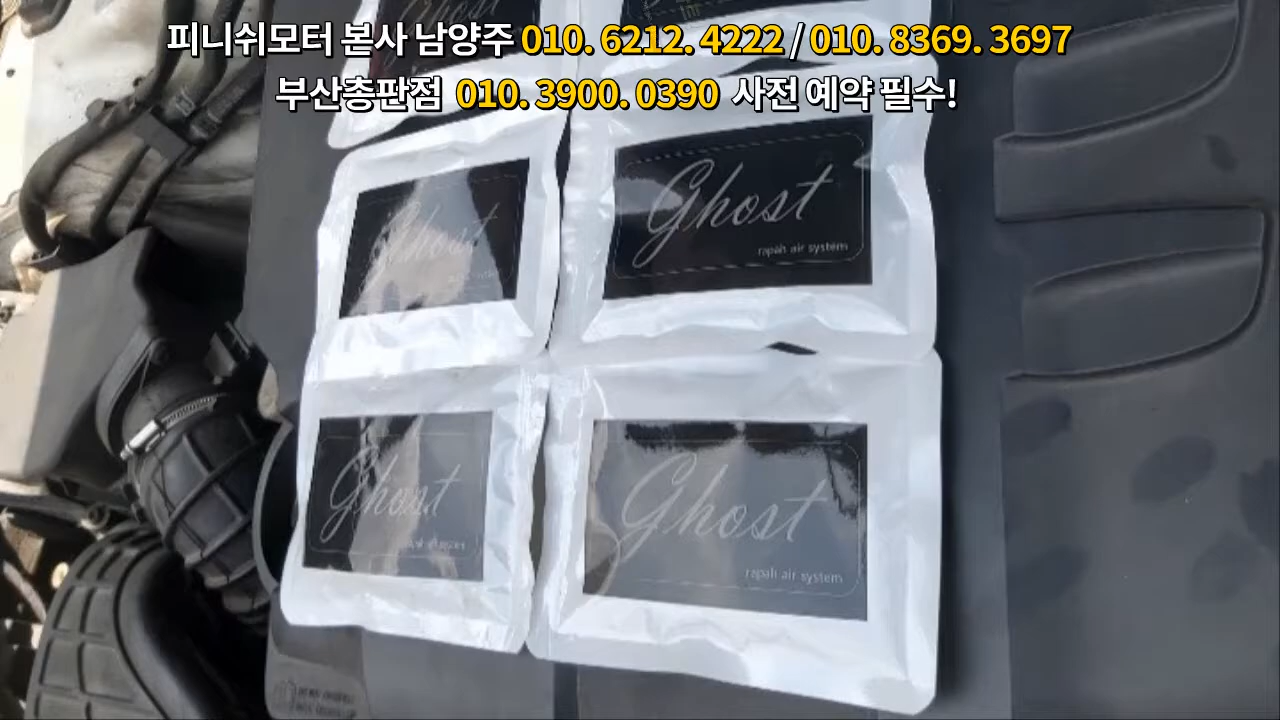 피니쉬모터 본사 남양주 010. 6212. 4222 / 010. 8369. 3697
부산총판점 010. 3900. 0390 사전 예약 필수!
Ghost
Ghost
Ghost
rapah air system
Ghost
Ghost
rapah air system